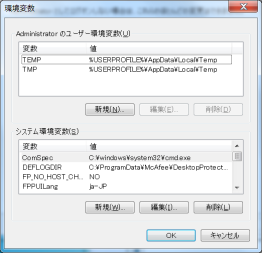 環境変数
Administrator のユーザー環境変数(U)
変数 値
TEMP %USERPROFILE%¥AppData¥Local¥Temp
TMP %USERPROFILE%¥AppData¥Local¥Temp
新規(N)... 編集(E)... 削除(D)
システム環境変数(S)
変数 値
ComSpec C:¥windows¥system32¥cmd.exe
DEFLOGDIR C:¥ProgramData¥McAfee¥DesktopProtect...
FP_NO_HOST_CH... NO
FPPUILang ja-JP
新規(W)... 編集(I)... 削除(L)
OK キャンセル